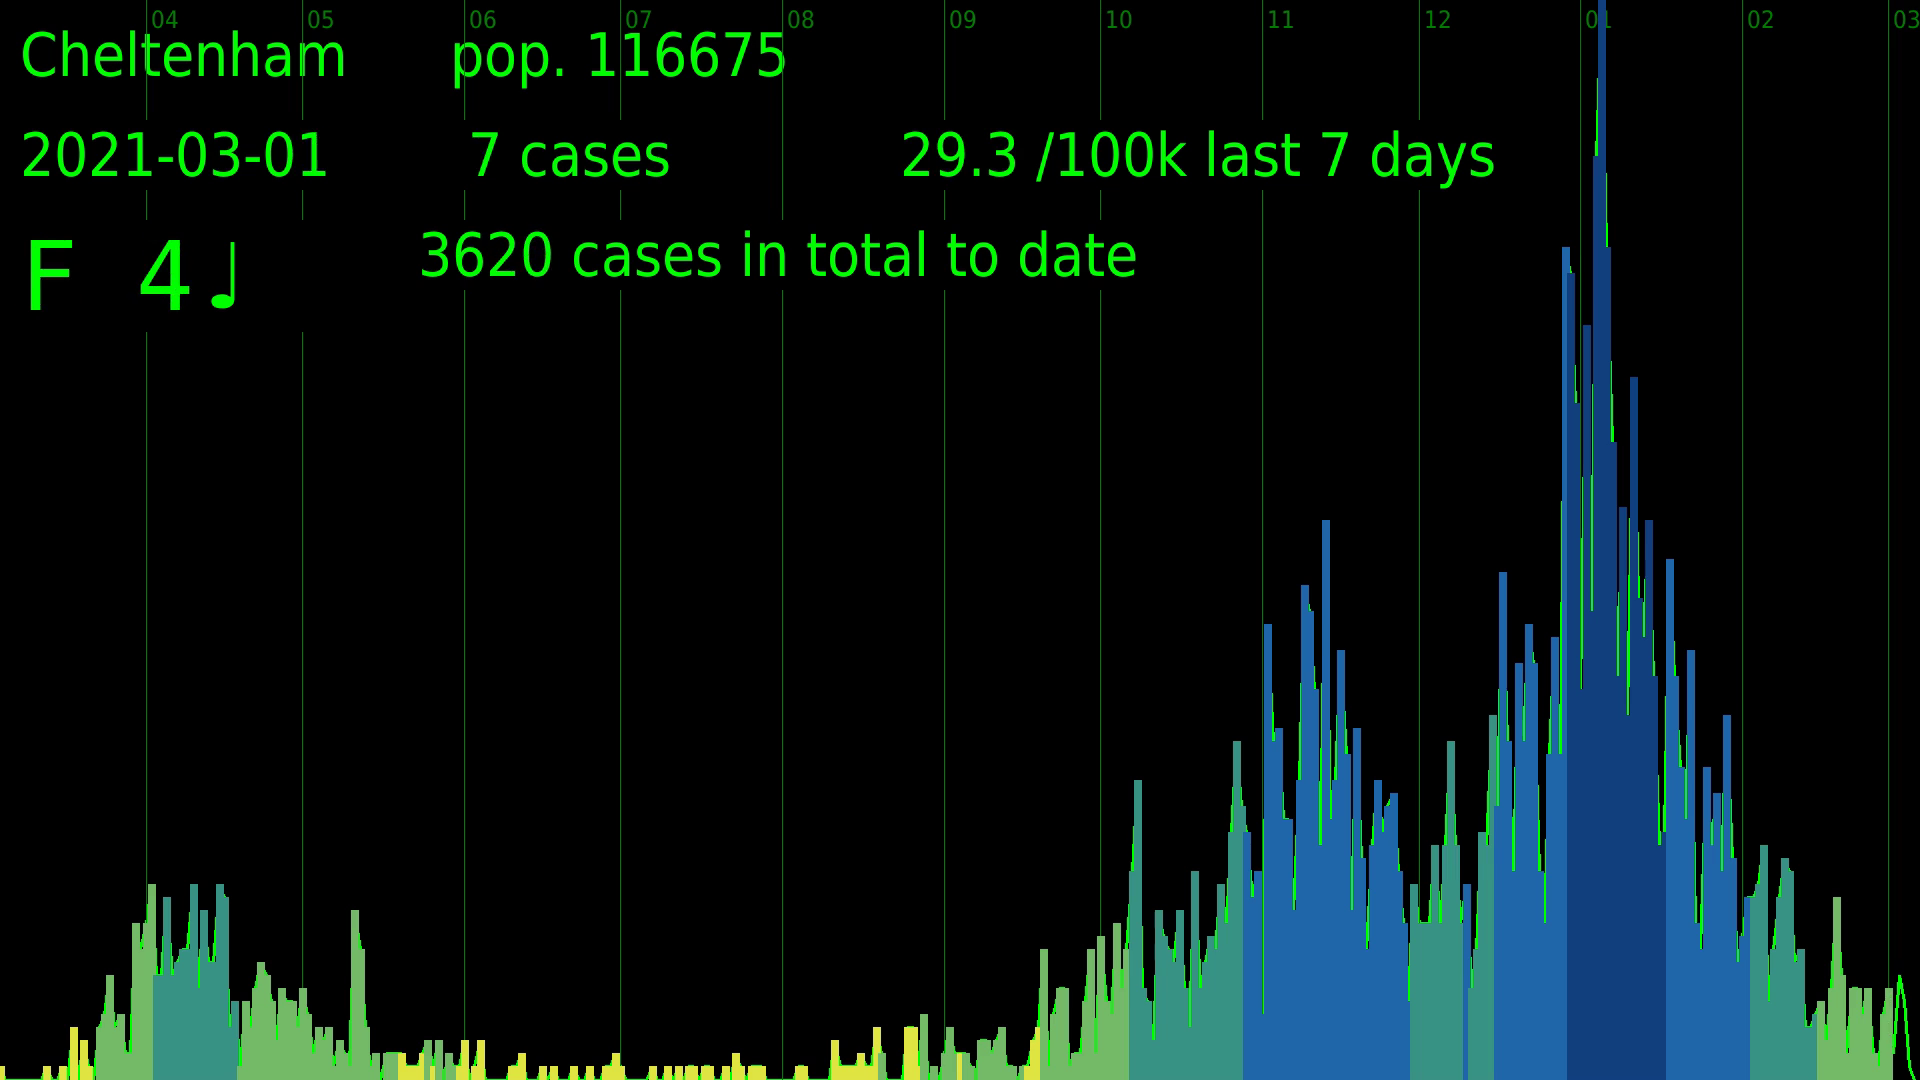 04 05 06 07 08 09 10 11 12 01 02 03
Cheltenham pop. 116675
2021-03-01 7 cases 29.3 /100k last 7 days
F 4♩ 3620 cases in total to date